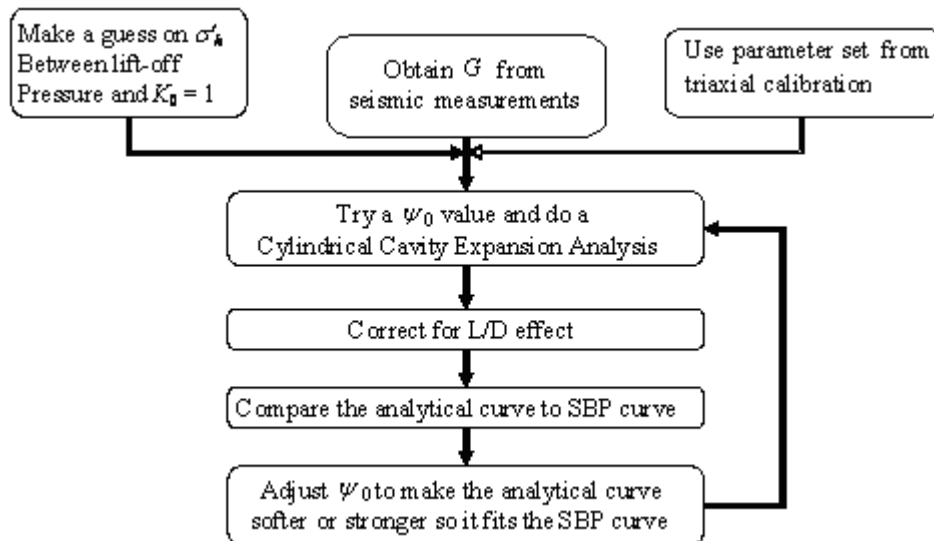 Make a guess on σ'ₕ
Between lift-off
Pressure and K₀ = 1
Obtain G from
seismic measurements
Use parameter set from
triaxial calibration
Try a ψ₀ value and do a
Cylindrical Cavity Expansion Analysis
Correct for L/D effect
Compare the analytical curve to SBP curve
Adjust ψ₀ to make the analytical curve
softer or stronger so it fits the SBP curve